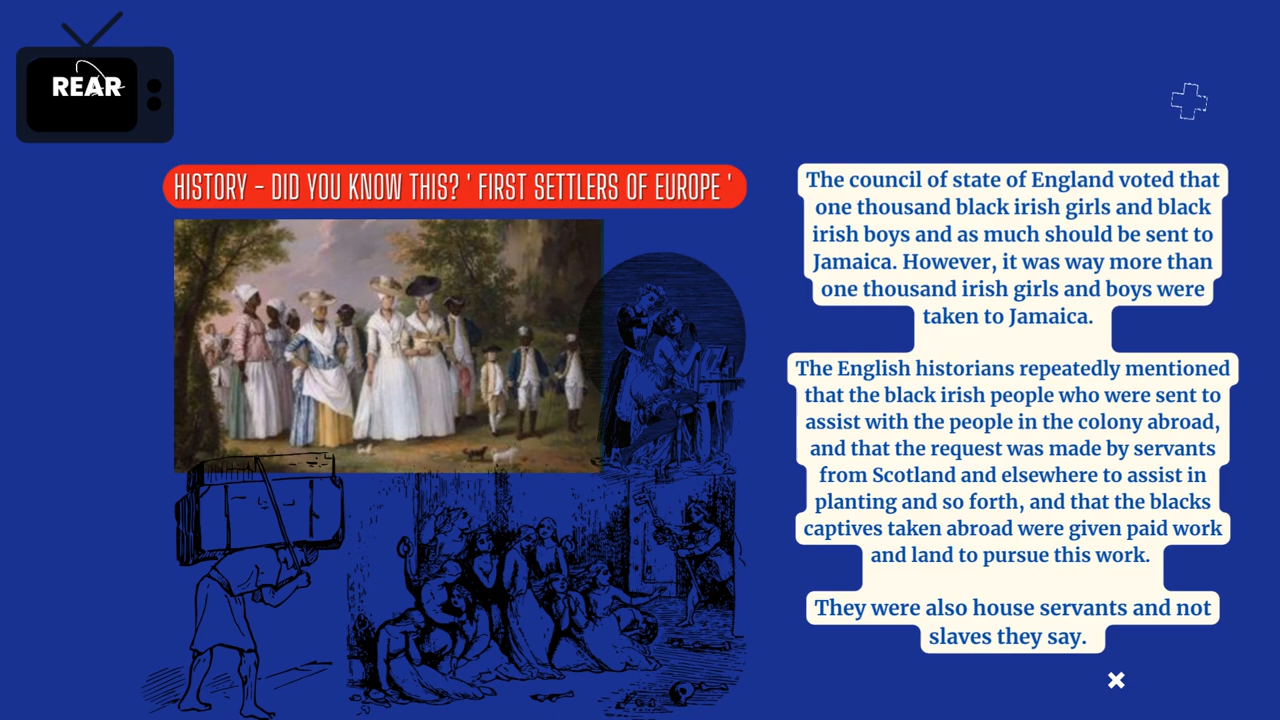 REAR
HISTORY - DID YOU KNOW THIS? ' FIRST SETTLERS OF EUROPE '
The council of state of England voted that
one thousand black irish girls and black
irish boys and as much should be sent to
Jamaica. However, it was way more than
one thousand irish girls and boys were
taken to Jamaica.
The English historians repeatedly mentioned
that the black irish people who were sent to
assist with the people in the colony abroad,
and that the request was made by servants
from Scotland and elsewhere to assist in
planting and so forth, and that the blacks
captives taken abroad were given paid work
and land to pursue this work.
They were also house servants and not
slaves they say.